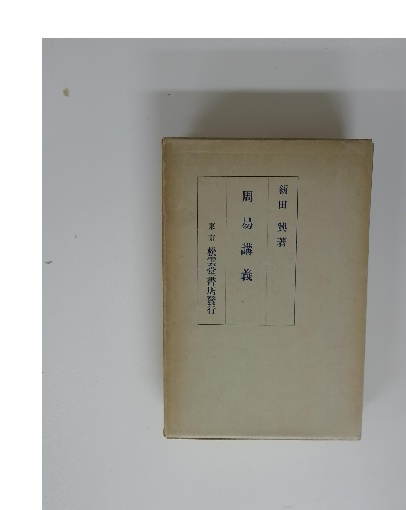 新田 興 著
周易講義
東京 松雲堂書店發行